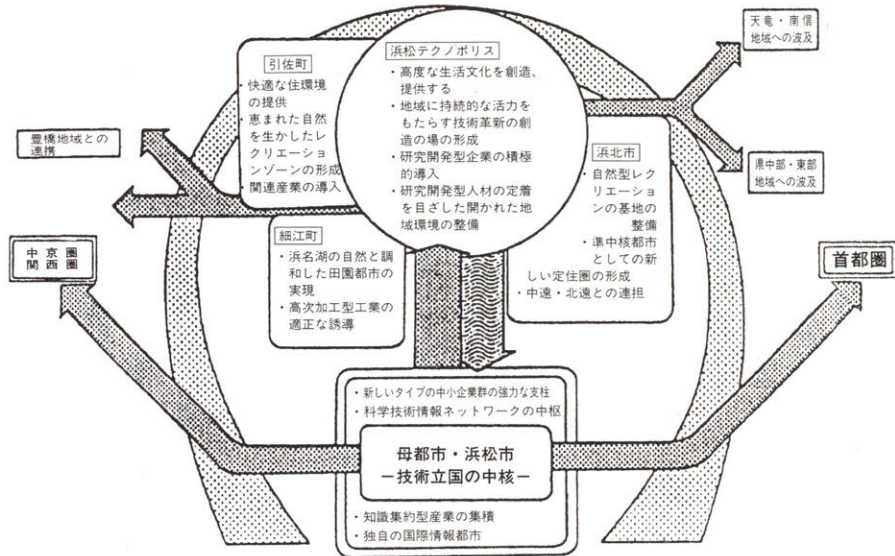 天竜・南信
地域への波及
浜松テクノポリス
・高度な生活文化を創造、
提供する
・地域に持続的な活力を
もたらす技術革新の創
造の場の形成
・研究開発型企業の積極
的導入
・研究開発型人材の定着
を目ざした開かれた地
域環境の整備
引佐町
・快適な住環境
の提供
・恵まれた自然
を生かしたレ
クリエーショ
ンゾーンの形成
・関連産業の導入
豊橋地域との
連携
浜北市
・自然型レク
リエーショ
ンの基地の
整備
・準中核都市
としての新
しい定住圏の形成
・中遠・北遠との連担
県中部・東部
地域への波及
細江町
・浜名湖の自然と調
和した田園都市の
実現
・高次加工型工業の
適正な誘導
中京圏
関西圏
首都圏
・新しいタイプの中小企業群の強力な支柱
・科学技術情報ネットワークの中枢
母都市・浜松市
−技術立国の中核−
・知識集約型産業の集積
・独自の国際情報都市